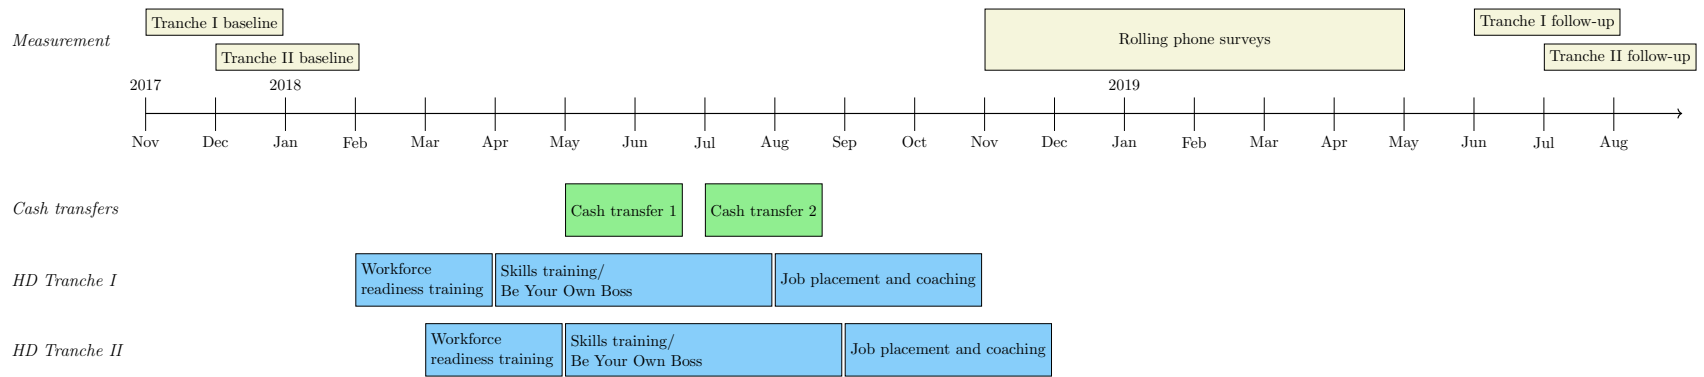 Tranche I baseline
Tranche I follow-up
Measurement
Rolling phone surveys
Tranche II baseline
Tranche II follow-up
2017
2018
2019
Nov Dec Jan Feb Mar Apr May Jun Jul Aug Sep Oct Nov Dec Jan Feb Mar Apr May Jun Jul Aug
Cash transfers
Cash transfer 1
Cash transfer 2
HD Tranche I
Workforce
readiness training
Skills training/
Be Your Own Boss
Job placement and coaching
HD Tranche II
Workforce
readiness training
Skills training/
Be Your Own Boss
Job placement and coaching